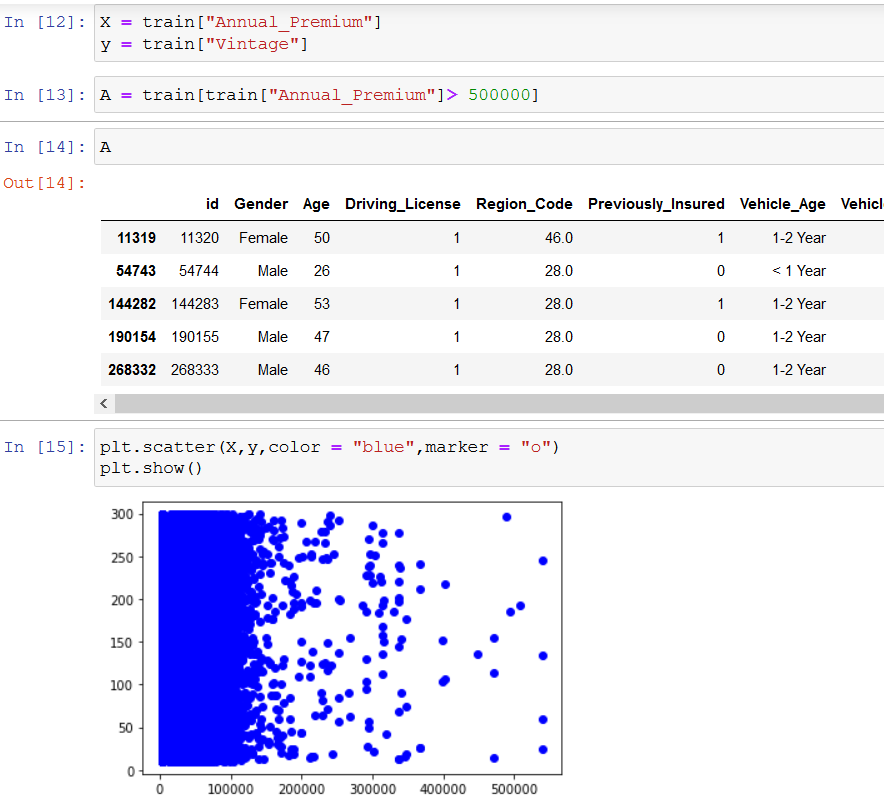 In [12]: X = train["Annual_Premium"]
y = train["Vintage"]
In [13]: A = train[train["Annual_Premium"]> 500000]
In [14]: A
Out[14]:
id Gender Age Driving_License Region_Code Previously_Insured Vehicle_Age Vehicl
11319 11320 Female 50 1 46.0 1 1-2 Year
54743 54744 Male 26 1 28.0 0 < 1 Year
144282 144283 Female 53 1 28.0 1 1-2 Year
190154 190155 Male 47 1 28.0 0 1-2 Year
268332 268333 Male 46 1 28.0 0 1-2 Year
In [15]: plt.scatter(X,y,color = "blue",marker = "o")
plt.show()
300
250
200
150
100
50
0
0 100000 200000 300000 400000 500000